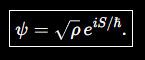 ψ = √ρ e^{iS/ħ}.